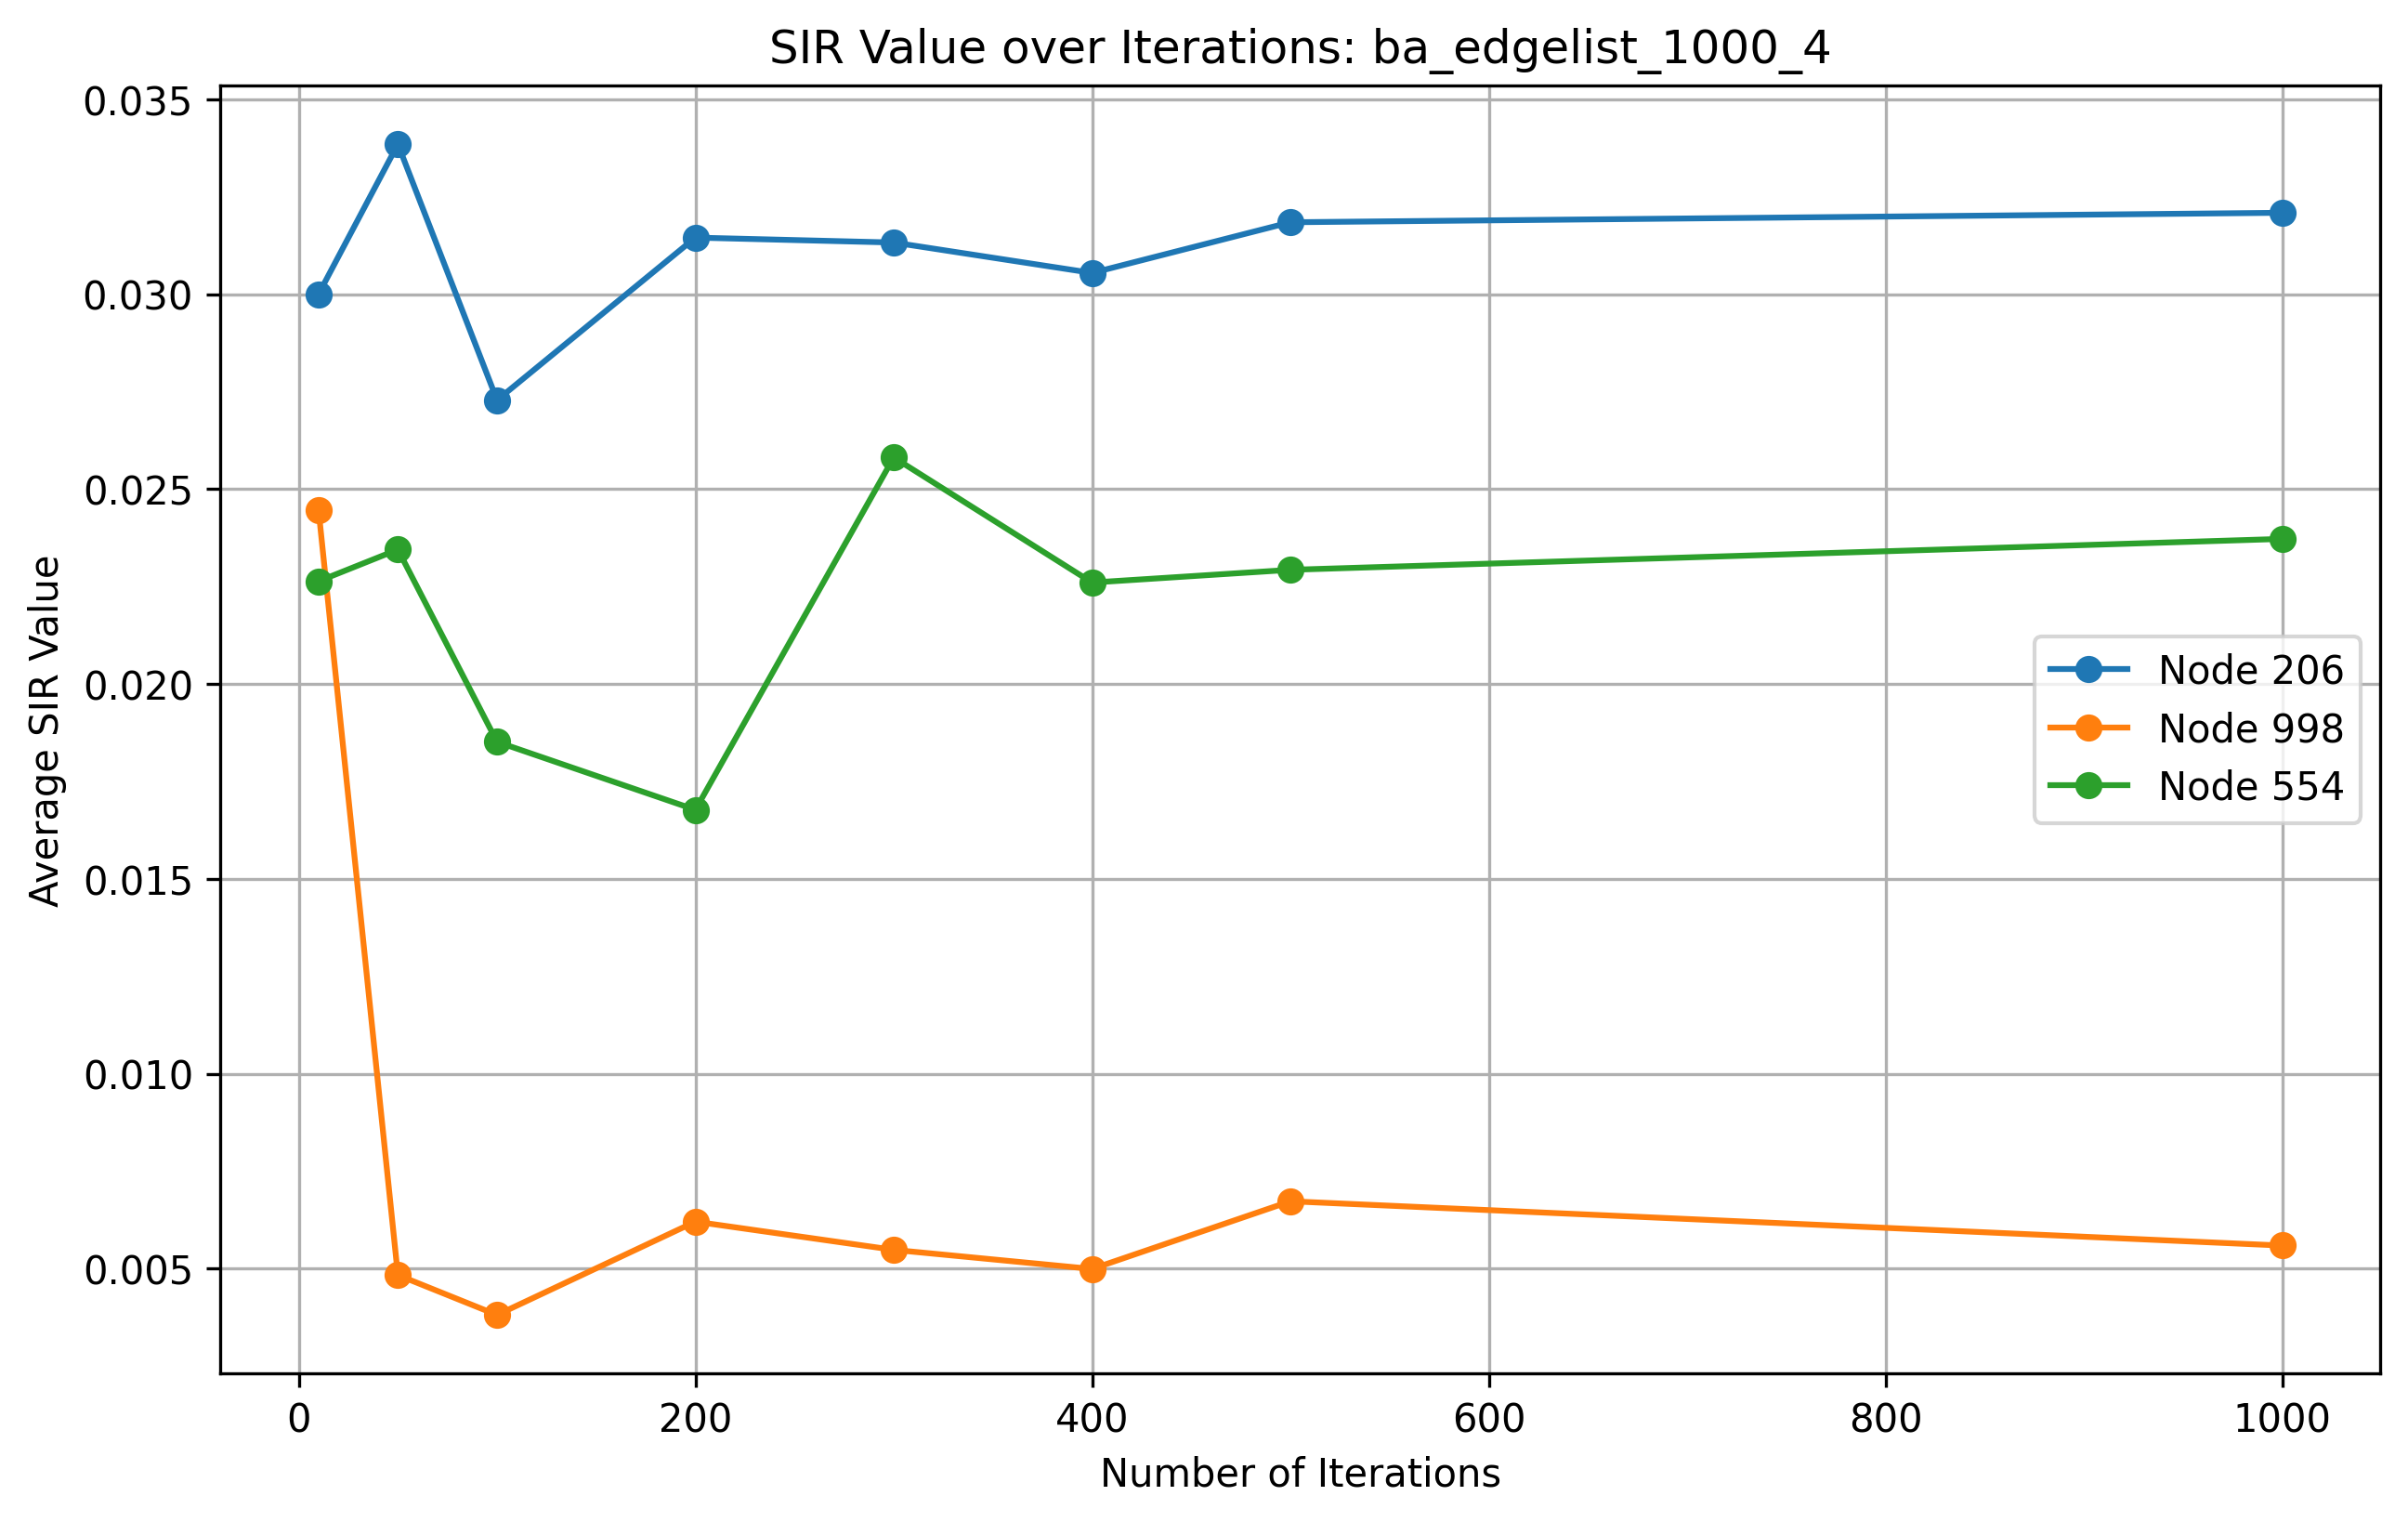 SIR Value over Iterations: ba_edgelist_1000_4
0.035
0.030
0.025
0.020
0.015
0.010
0.005
Average SIR Value
Node 206
Node 998
Node 554
0 200 400 600 800 1000
Number of Iterations